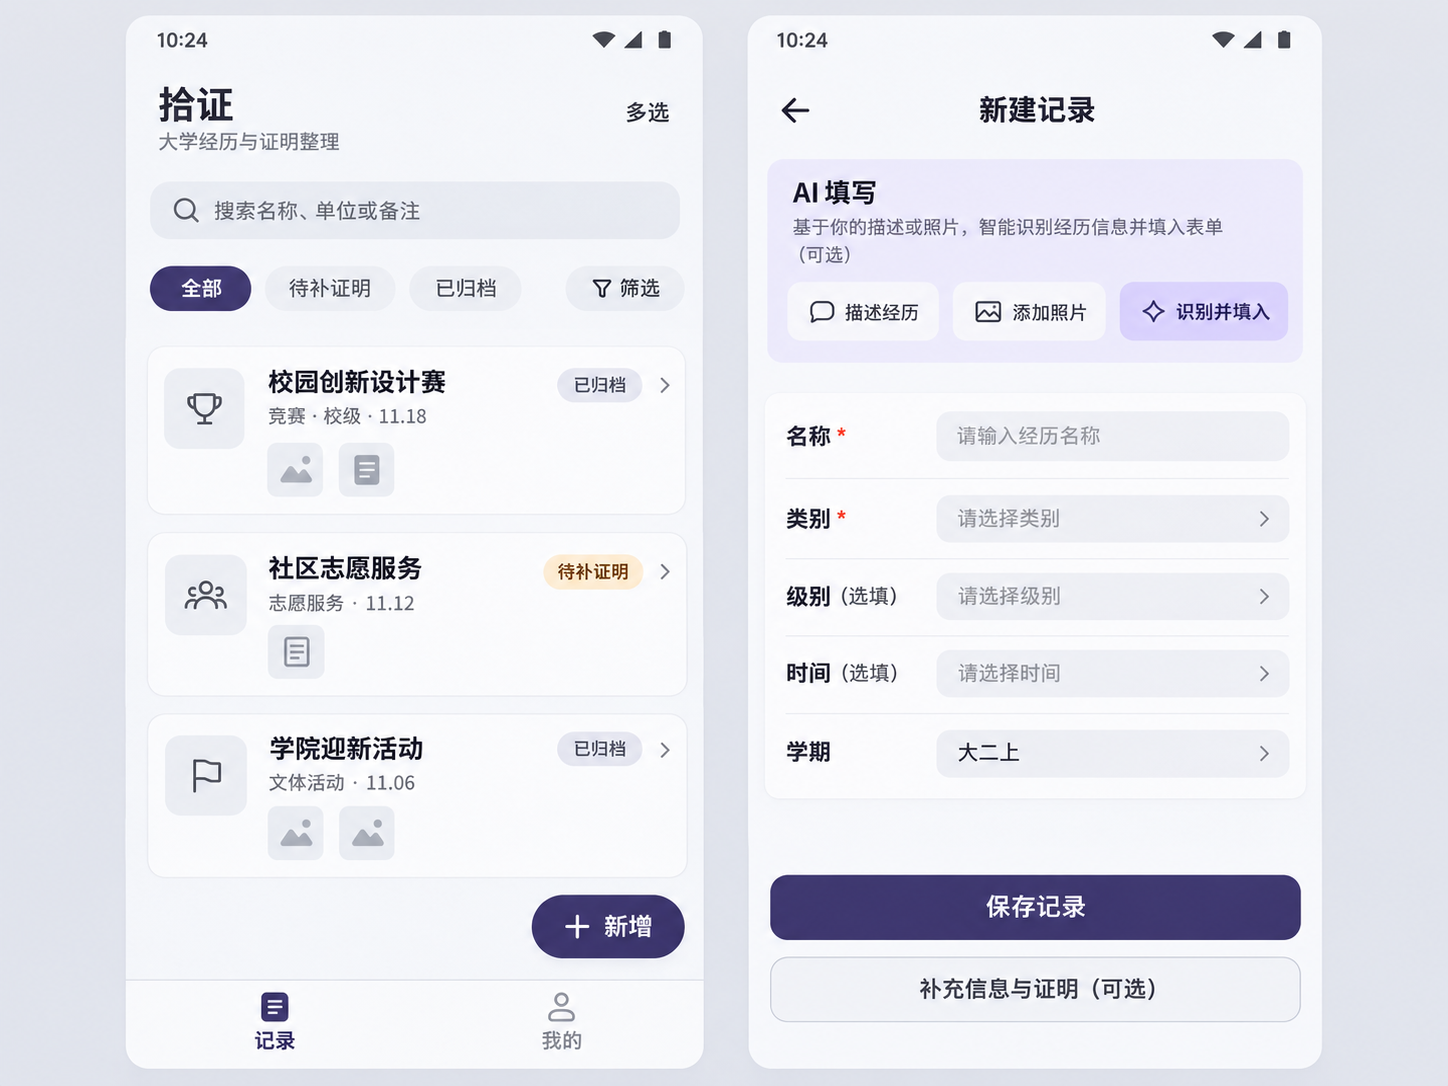 10:24
拾证
多选
大学经历与证明整理
搜索名称、单位或备注
全部
待补证明
已归档
筛选
校园创新设计赛
已归档
竞赛 · 校级 · 11.18
社区志愿服务
待补证明
志愿服务 · 11.12
学院迎新活动
已归档
文体活动 · 11.06
新增
记录
我的
10:24
新建记录
AI 填写
基于你的描述或照片，智能识别经历信息并填入表单
（可选）
描述经历
添加照片
识别并填入
名称 *
请输入经历名称
类别 *
请选择类别
级别（选填）
请选择级别
时间（选填）
请选择时间
学期
大二上
保存记录
补充信息与证明（可选）